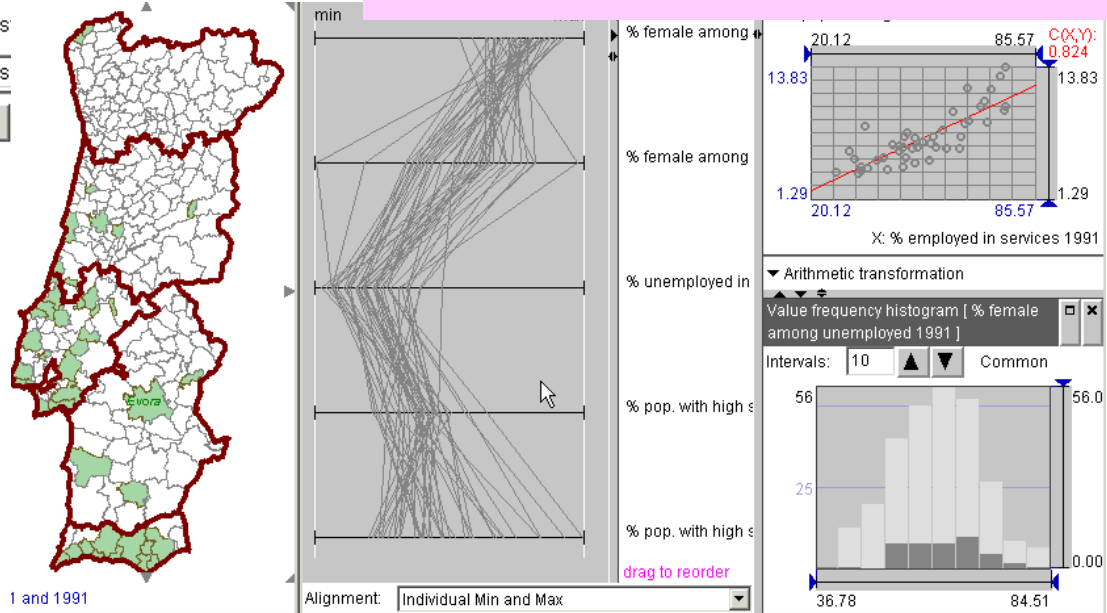 s
Evora
1 and 1991
min
% female among
% female among
% unemployed in
% pop. with high s
% pop. with high s
drag to reorder
Alignment: Individual Min and Max
20.12 85.57
C(X,Y):
0.824
13.83 13.83
1.29 1.29
20.12 85.57
X: % employed in services 1991
Arithmetic transformation
Value frequency histogram [ % female
among unemployed 1991 ]
Intervals: 10 Common
56 56.0
25
0.00
36.78 84.51